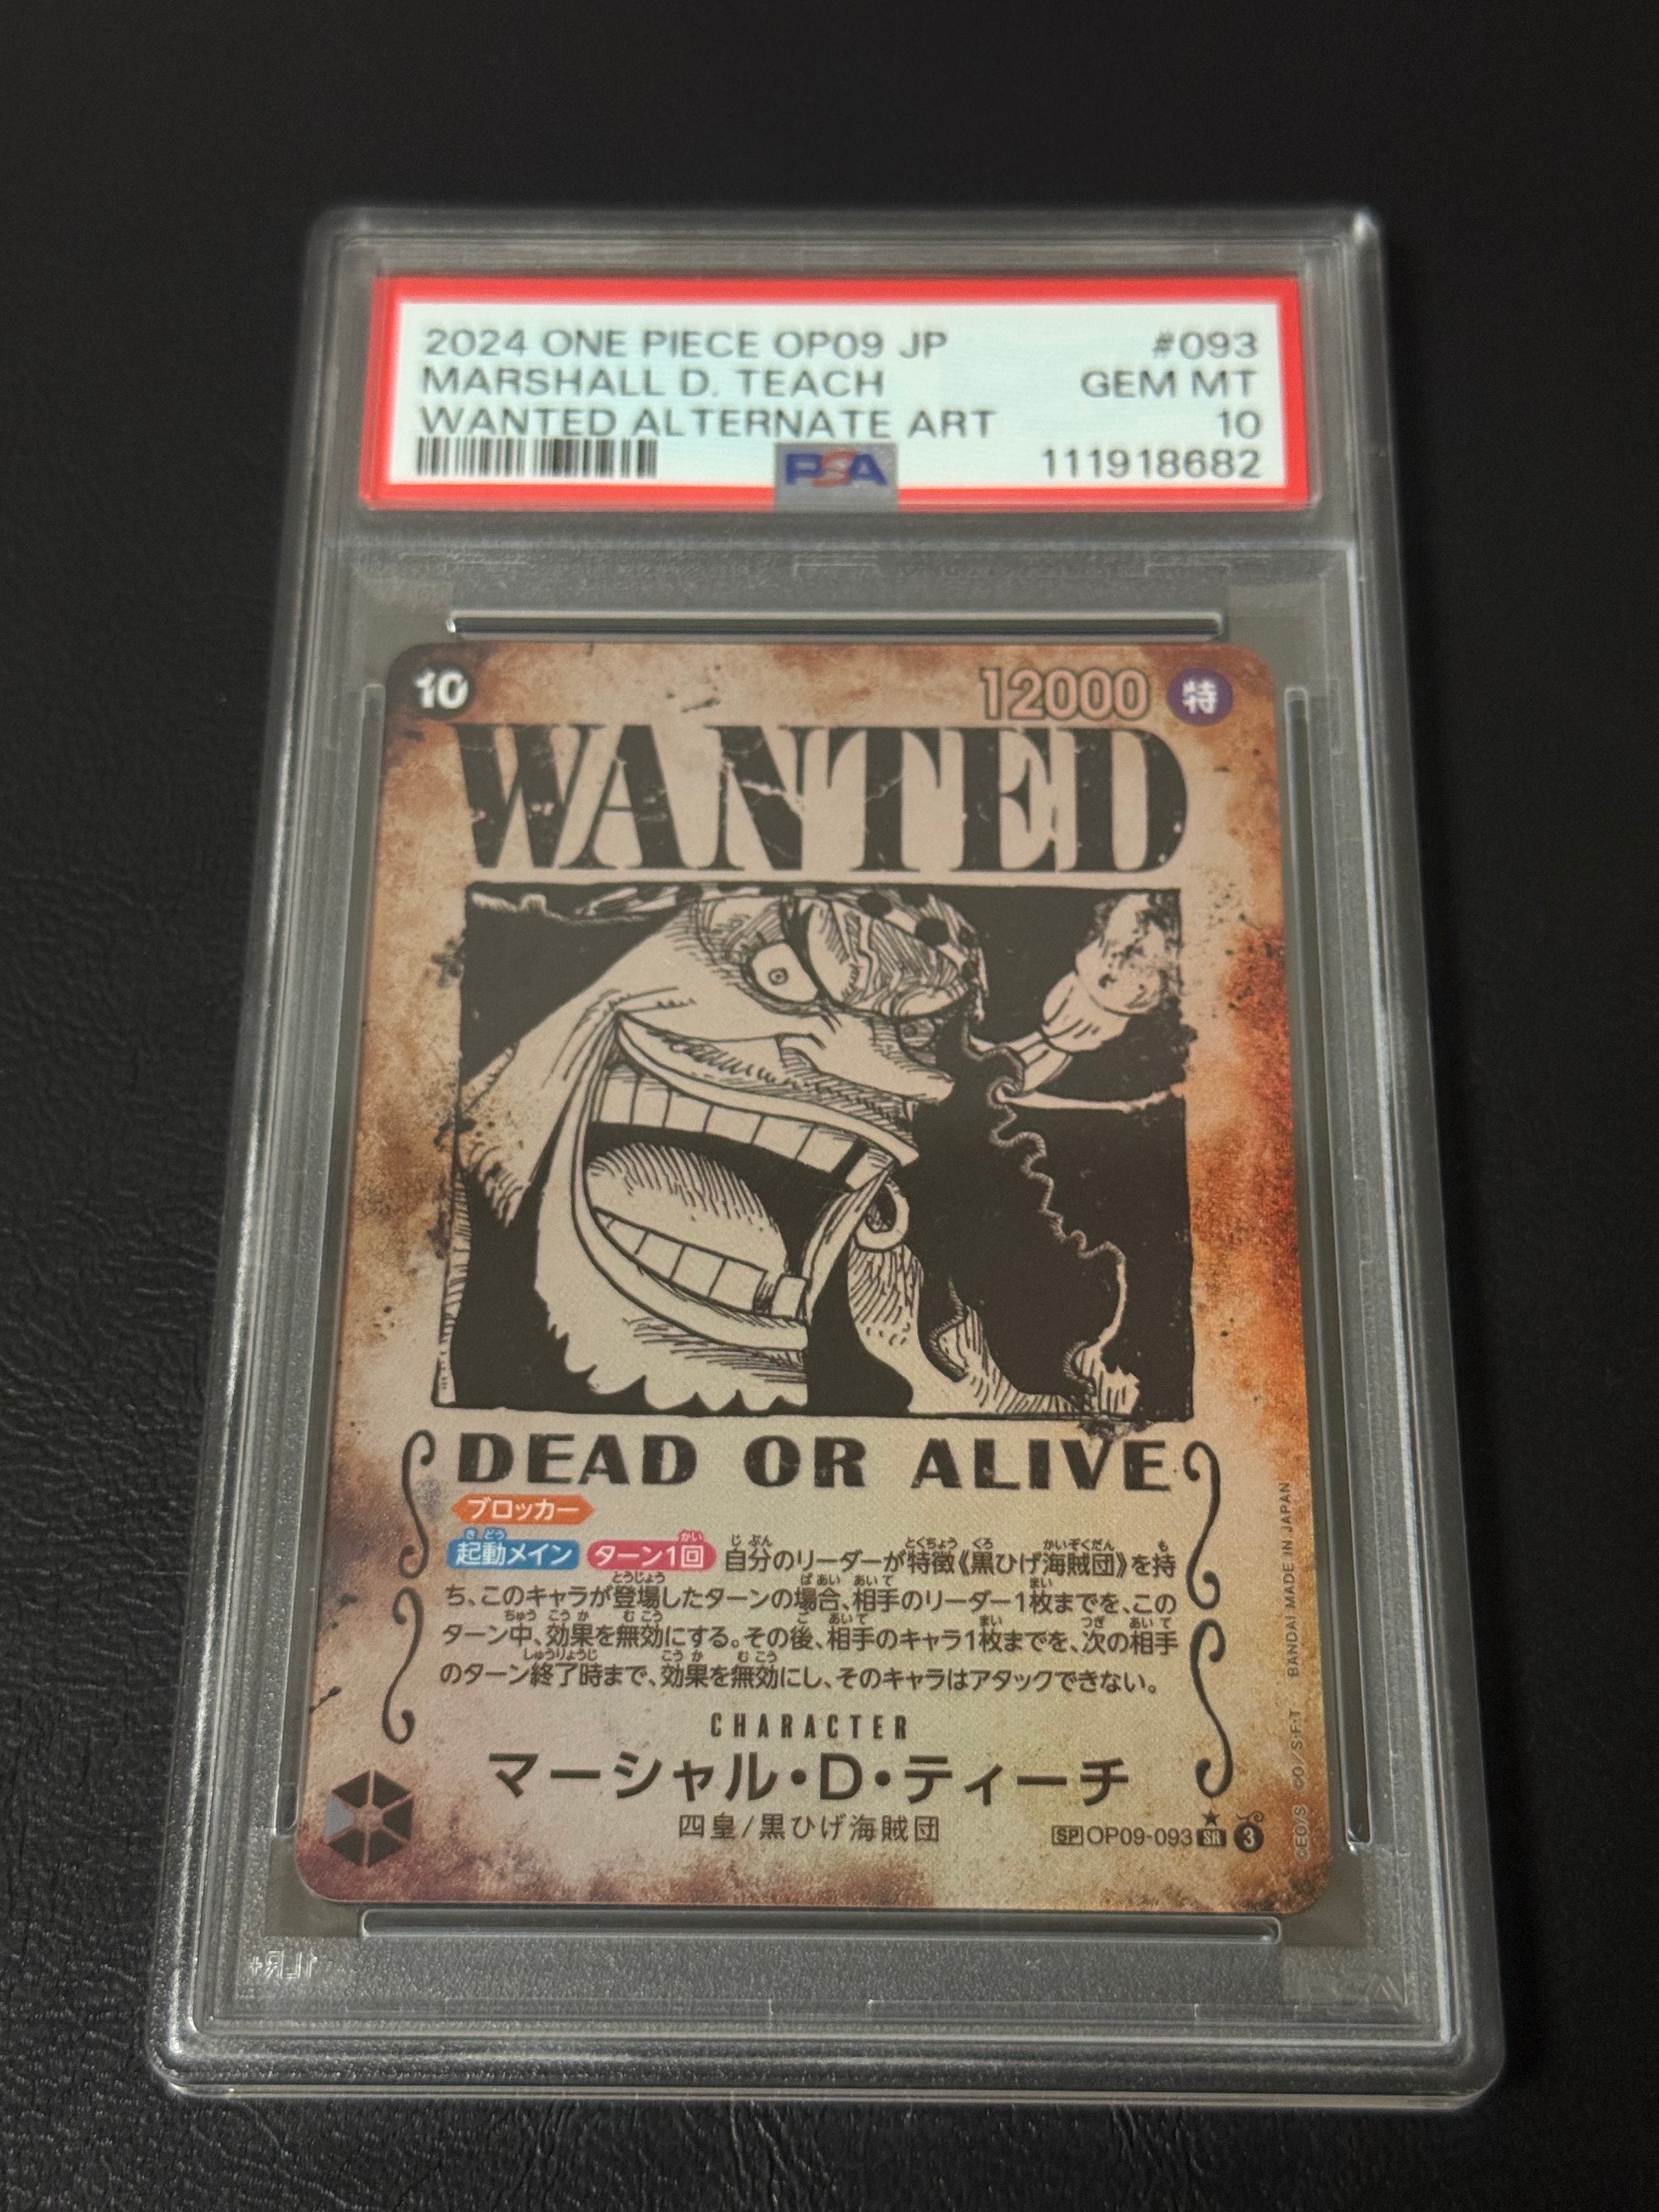 2024 ONE PIECE OP09 JP #093
MARSHALL D. TEACH GEM MT
WANTED ALTERNATE ART 10
PSA 111918682
10 12000 特
WANTED
DEAD OR ALIVE
ブロッカー
起動メイン ターン1回 自分のリーダーが特徴《黒ひげ海賊団》を持
ち、このキャラが登場したターンの場合、相手のリーダー1枚までを、この
ターン中、効果を無効にする。その後、相手のキャラ1枚までを、次の相手
のターン終了時まで、効果を無効にし、そのキャラはアタックできない。
CHARACTER
マーシャル・D・ティーチ
四皇/黒ひげ海賊団
SP OP09-093 SR 3
©E.O/S. ©O/S・F・T BANDAI MADE IN JAPAN